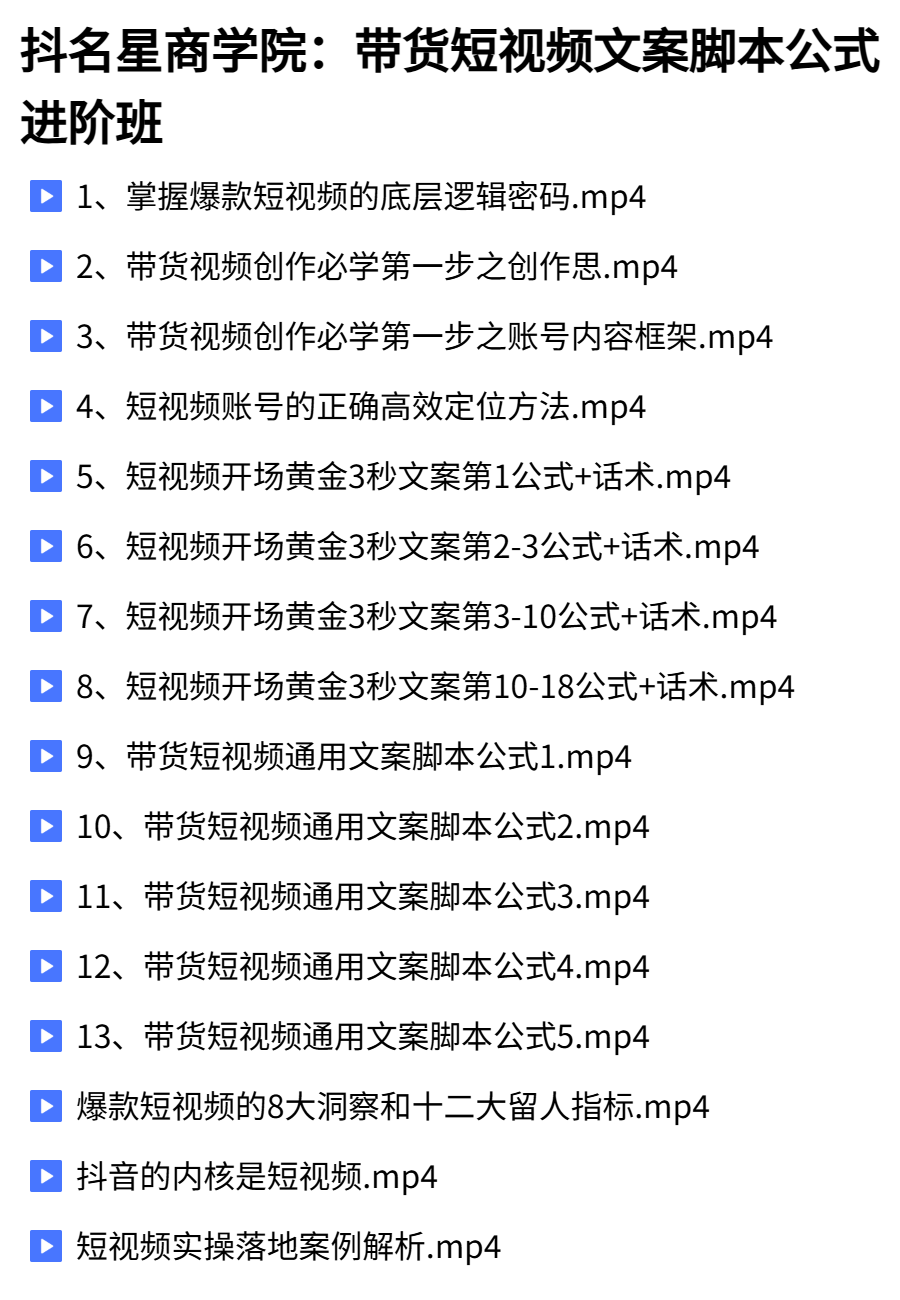 抖名星商学院：带货短视频文案脚本公式
进阶班
1、掌握爆款短视频的底层逻辑密码.mp4
2、带货视频创作必学第一步之创作思.mp4
3、带货视频创作必学第一步之账号内容框架.mp4
4、短视频账号的正确高效定位方法.mp4
5、短视频开场黄金3秒文案第1公式+话术.mp4
6、短视频开场黄金3秒文案第2-3公式+话术.mp4
7、短视频开场黄金3秒文案第3-10公式+话术.mp4
8、短视频开场黄金3秒文案第10-18公式+话术.mp4
9、带货短视频通用文案脚本公式1.mp4
10、带货短视频通用文案脚本公式2.mp4
11、带货短视频通用文案脚本公式3.mp4
12、带货短视频通用文案脚本公式4.mp4
13、带货短视频通用文案脚本公式5.mp4
爆款短视频的8大洞察和十二大留人指标.mp4
抖音的内核是短视频.mp4
短视频实操落地案例解析.mp4